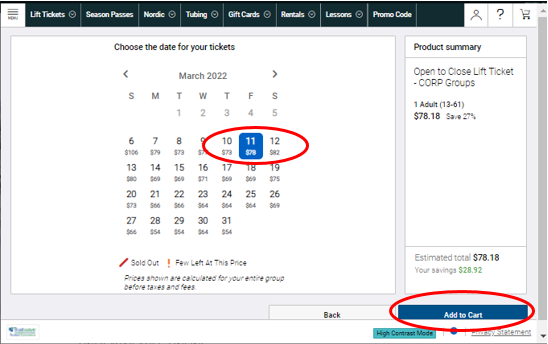 MENU
Lift Tickets
Season Passes
Nordic
Tubing
Gift Cards
Rentals
Lessons
Promo Code
Choose the date for your tickets
March 2022
S M T W T F S
1 2 3 4 5
6 7 8 9 10 11 12
$106 $79 $73 $73 $78 $82
13 14 15 16 17 18 19
$80 $69 $69 $71 $69 $69 $75
20 21 22 23 24 25 26
$73 $66 $66 $64 $64 $64 $69
27 28 29 30 31
$66 $54 $54 $64 $54
Sold Out ! Few Left At This Price
Prices shown are calculated for your entire group
before taxes and fees.
Product summary
Open to Close Lift Ticket
- CORP Groups
1 Adult (13-61)
$78.18 Save 27%
Estimated total $78.18
Your savings $28.92
Back
Add to Cart
High Contrast Mode
Privacy Statement